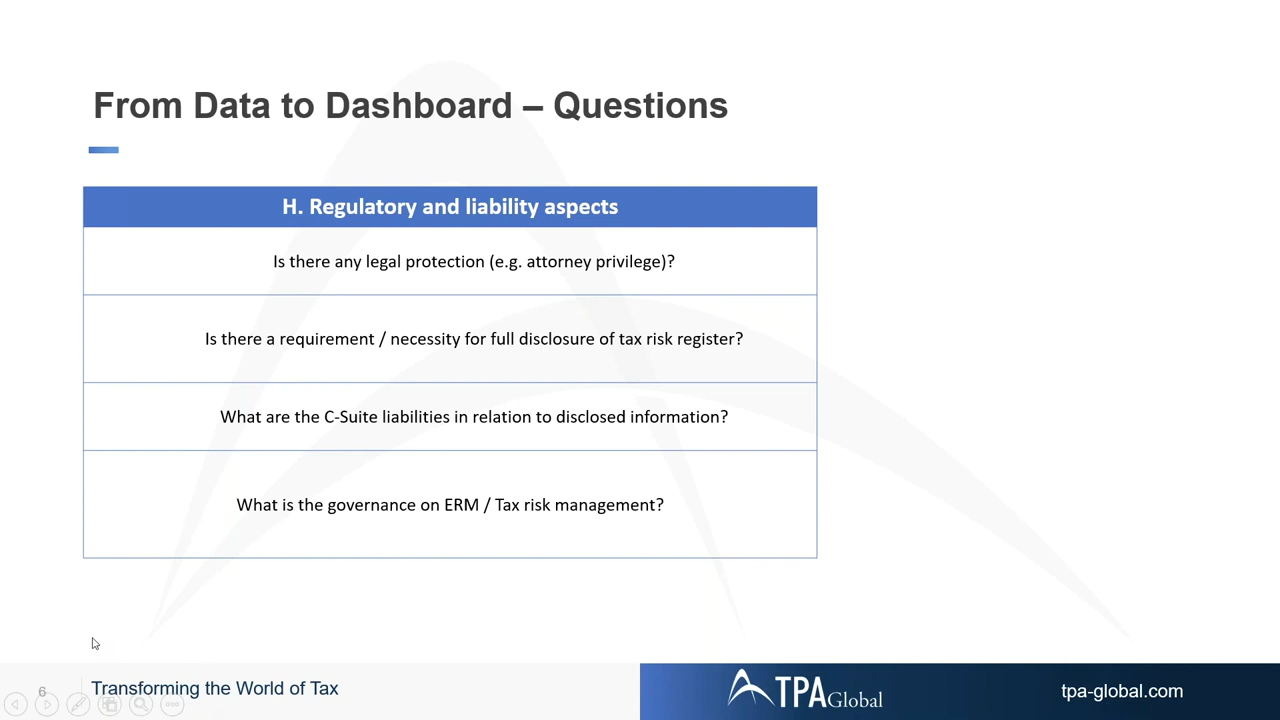 From Data to Dashboard – Questions
H. Regulatory and liability aspects
Is there any legal protection (e.g. attorney privilege)?
Is there a requirement / necessity for full disclosure of tax risk register?
What are the C-Suite liabilities in relation to disclosed information?
What is the governance on ERM / Tax risk management?
6
Transforming the World of Tax
TPA Global
tpa-global.com